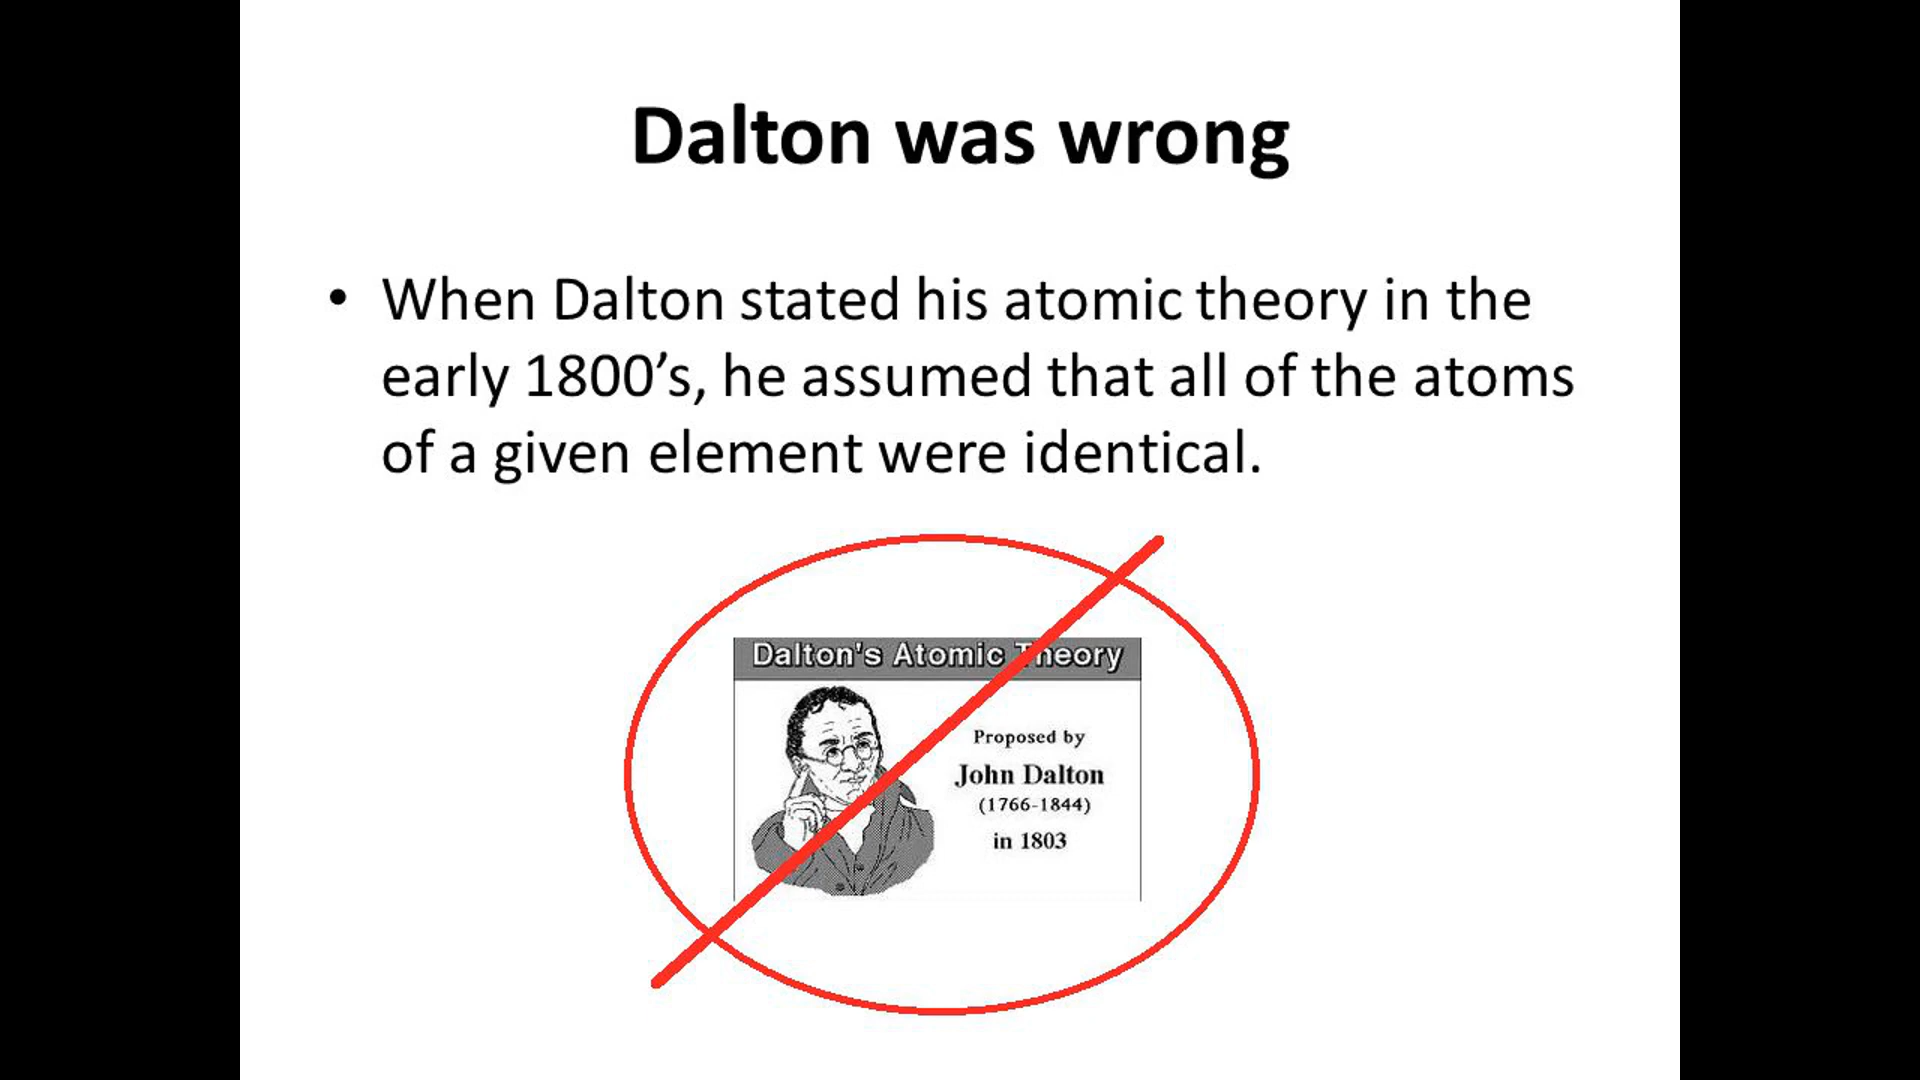 Dalton was wrong
• When Dalton stated his atomic theory in the
early 1800’s, he assumed that all of the atoms
of a given element were identical.
Dalton's Atomic Theory
Proposed by
John Dalton
(1766-1844)
in 1803